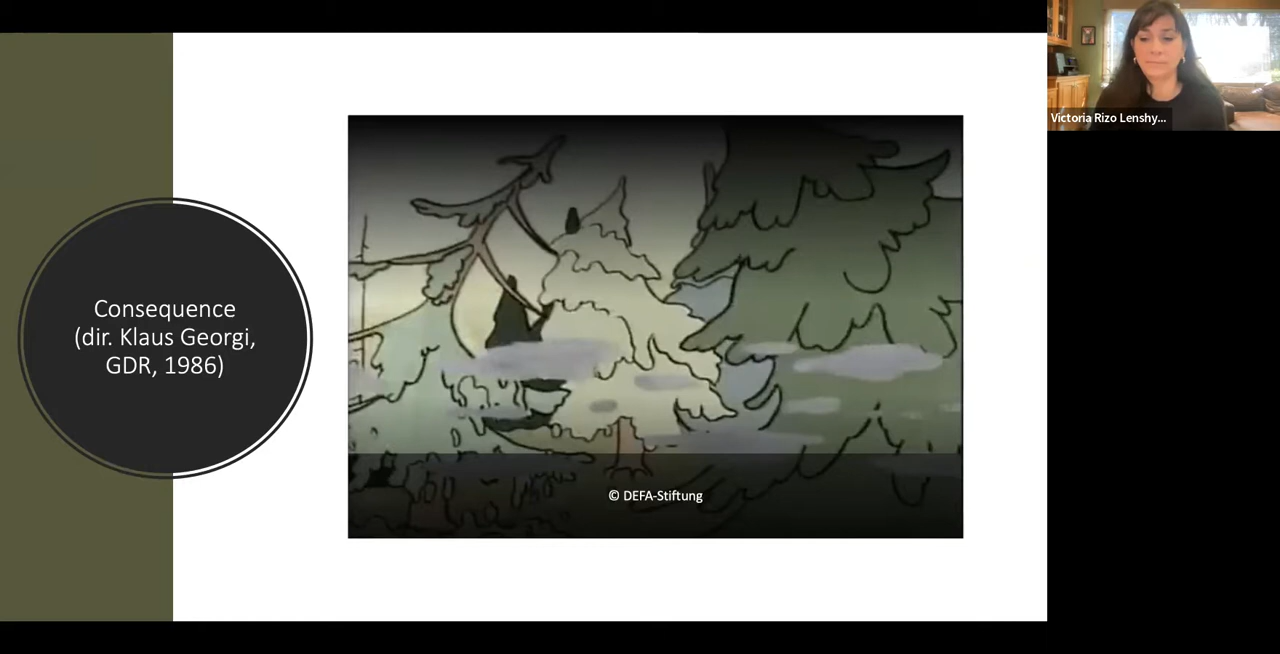 Consequence
(dir. Klaus Georgi,
GDR, 1986)
© DEFA-Stiftung
Victoria Rizo Lenshy...